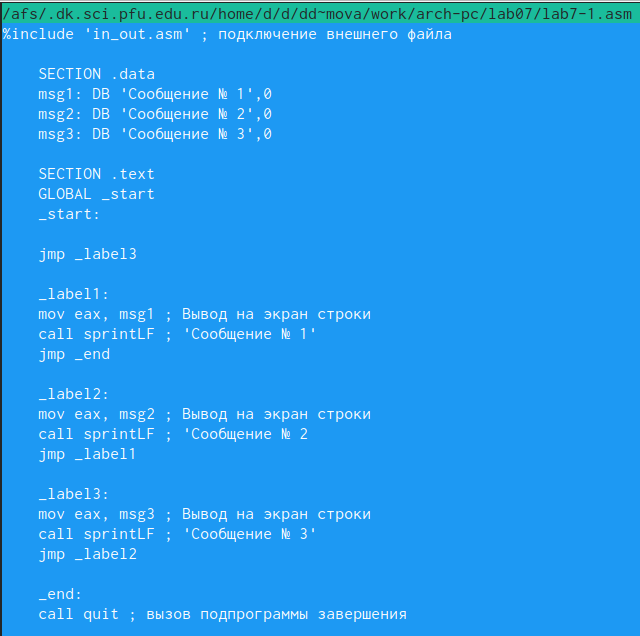 /afs/.dk.sci.pfu.edu.ru/home/d/d/dd~mova/work/arch-pc/lab07/lab7-1.asm
%include 'in_out.asm' ; подключение внешнего файла
SECTION .data
msg1: DB 'Сообщение № 1',0
msg2: DB 'Сообщение № 2',0
msg3: DB 'Сообщение № 3',0
SECTION .text
GLOBAL _start
_start:
jmp _label3
_label1:
mov eax, msg1 ; Вывод на экран строки
call sprintLF ; 'Сообщение № 1'
jmp _end
_label2:
mov eax, msg2 ; Вывод на экран строки
call sprintLF ; 'Сообщение № 2
jmp _label1
_label3:
mov eax, msg3 ; Вывод на экран строки
call sprintLF ; 'Сообщение № 3'
jmp _label2
_end:
call quit ; вызов подпрограммы завершения